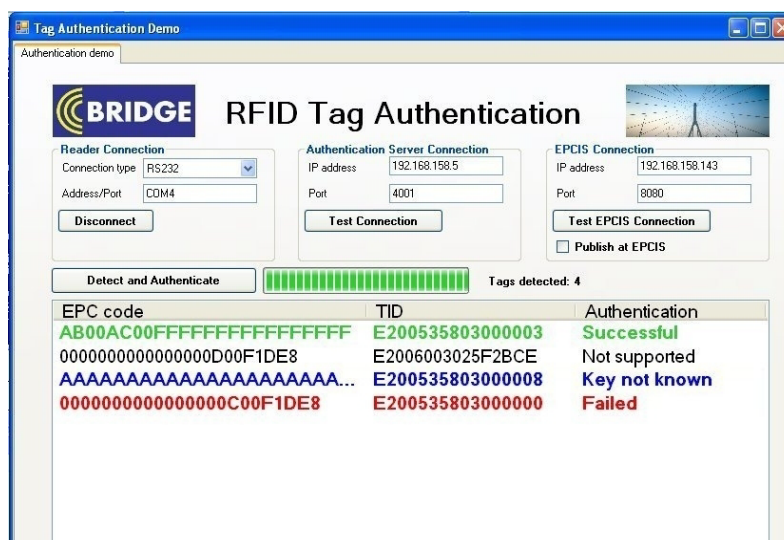 Tag Authentication Demo
Authentication demo
BRIDGE
RFID Tag Authentication
Reader Connection
Connection type RS232
Address/Port COM4
Disconnect
Authentication Server Connection
IP address 192.168.158.5
Port 4001
Test Connection
EPCIS Connection
IP address 192.168.158.143
Port 8080
Test EPCIS Connection
Publish at EPCIS
Detect and Authenticate Tags detected: 4
EPC code TID Authentication
AB00AC00FFFFFFFFFFFFFFFF E200535803000003 Successful
0000000000000000D00F1DE8 E2006003025F2BCE Not supported
AAAAAAAAAAAAAAAAAAAAA... E200535803000008 Key not known
0000000000000000C00F1DE8 E200535803000000 Failed